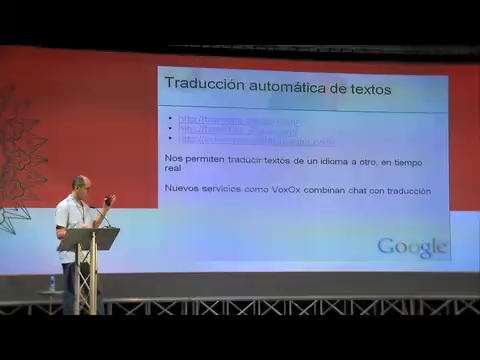 Traducción automática de textos
Nos permiten traducir textos de un idioma a otro, en tiempo
real
Nuevos servicios como VoxOx combinan chat con traducción
Google